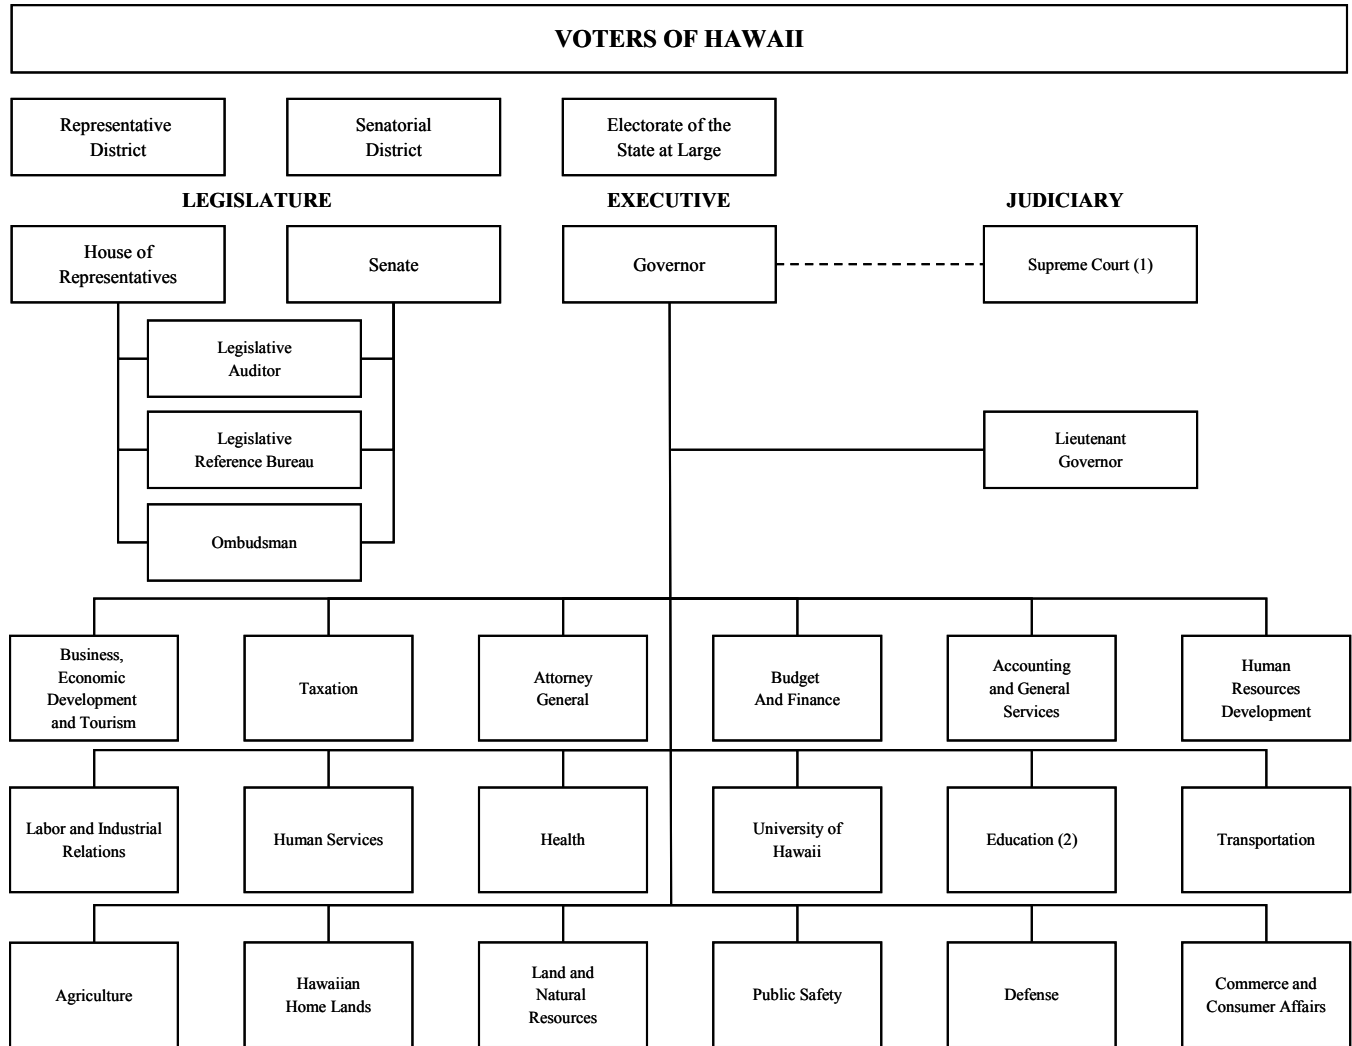 VOTERS OF HAWAII
Representative
District
Senatorial
District
Electorate of the
State at Large
LEGISLATURE
EXECUTIVE
JUDICIARY
House of
Representatives
Senate
Governor
Supreme Court (1)
Legislative
Auditor
Legislative
Reference Bureau
Lieutenant
Governor
Ombudsman
Business,
Economic
Development
and Tourism
Taxation
Attorney
General
Budget
And Finance
Accounting
and General
Services
Human
Resources
Development
Labor and Industrial
Relations
Human Services
Health
University of
Hawaii
Education (2)
Transportation
Agriculture
Hawaiian
Home Lands
Land and
Natural
Resources
Public Safety
Defense
Commerce and
Consumer Affairs